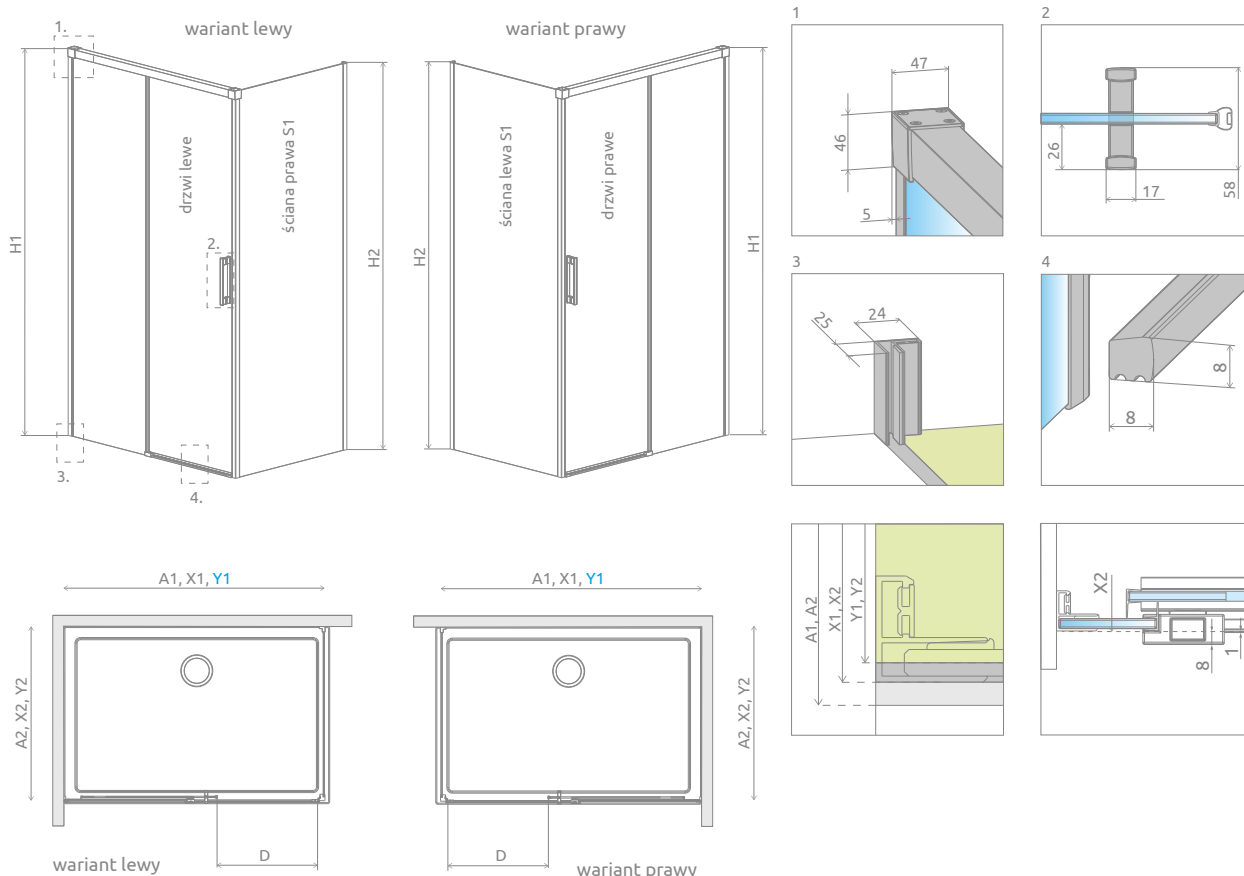 1.
wariant lewy
wariant prawy
drzwi lewe
ściana prawa S1
ściana lewa S1
drzwi prawe
H1
H2
H2
H1
2.
3.
4.
1
47
46
5
2
26
17
58
3
25
24
4
8
8
A1, X1, Y1
A1, X1, Y1
A2, X2, Y2
A2, X2, Y2
D
D
wariant lewy
wariant prawy
A1, A2
X1, X2
Y1, Y2
X2
8
1